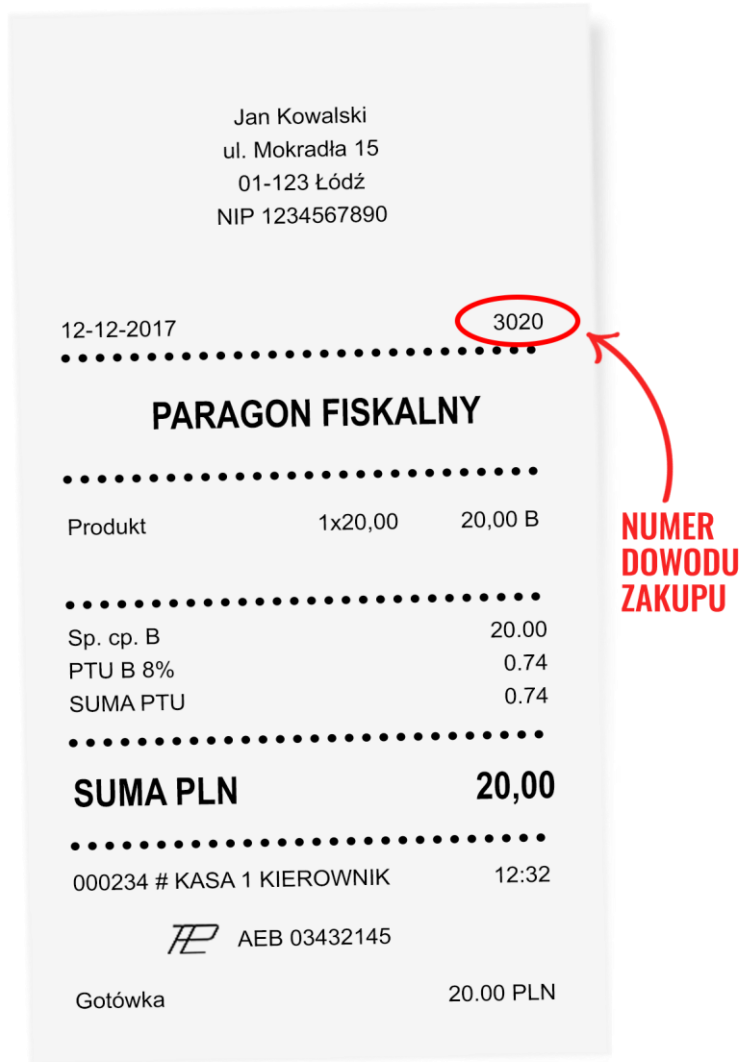 Jan Kowalski
ul. Mokradła 15
01-123 Łódź
NIP 1234567890
12-12-2017 3020
PARAGON FISKALNY
Produkt 1x20,00 20,00 B
Sp. cp. B 20.00
PTU B 8% 0.74
SUMA PTU 0.74
SUMA PLN 20,00
000234 # KASA 1 KIEROWNIK 12:32
AEB 03432145
Gotówka 20.00 PLN
NUMER
DOWODU
ZAKUPU